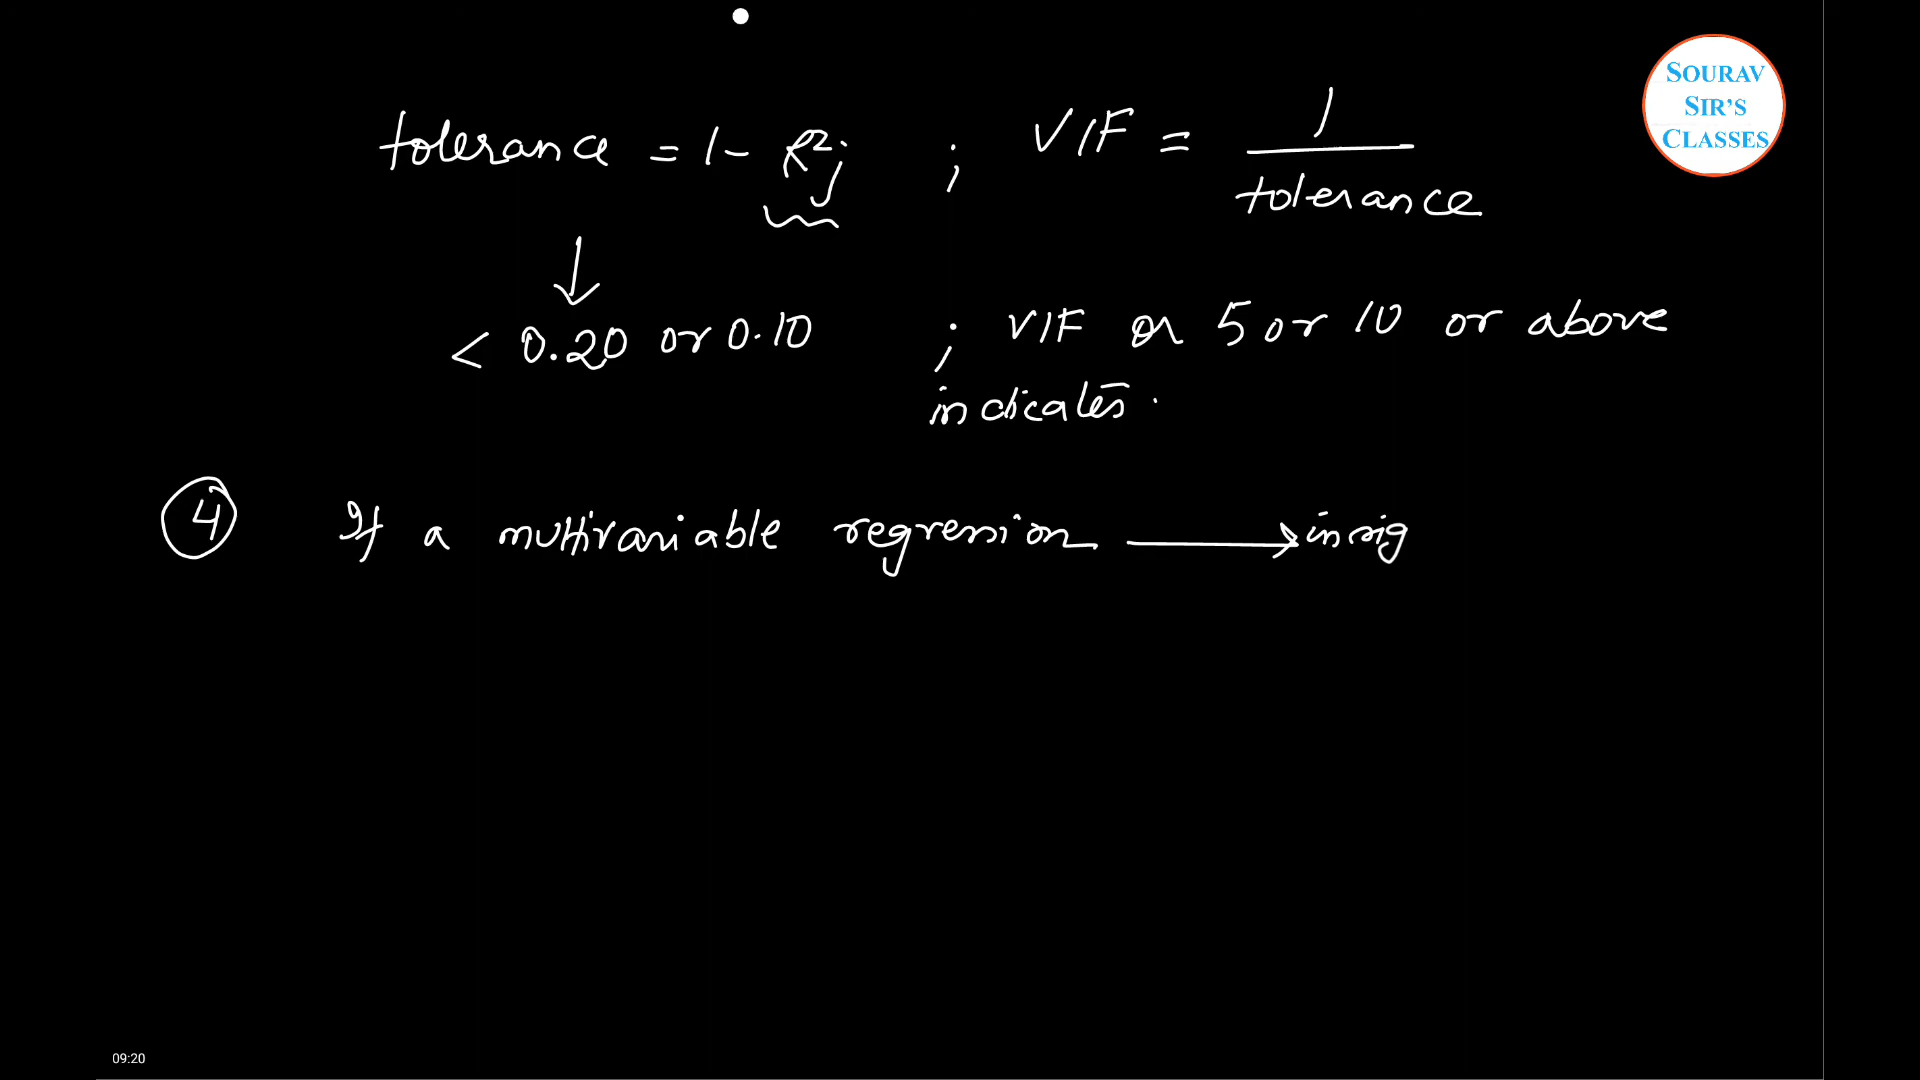 SOURAV
SIR'S
CLASSES
tolerance = 1 - R²j ; VIF = 1 / tolerance
< 0.20 or 0.10 ; VIF of 5 or 10 or above
indicates.
4 If a multivariable regression → insig
09:20